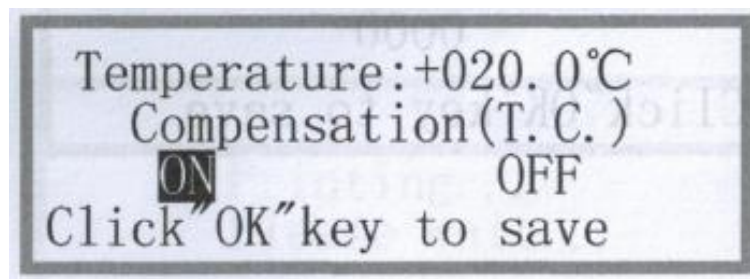 Temperature:+020.0℃
Compensation(T.C.)
ON OFF
Click"OK"key to save